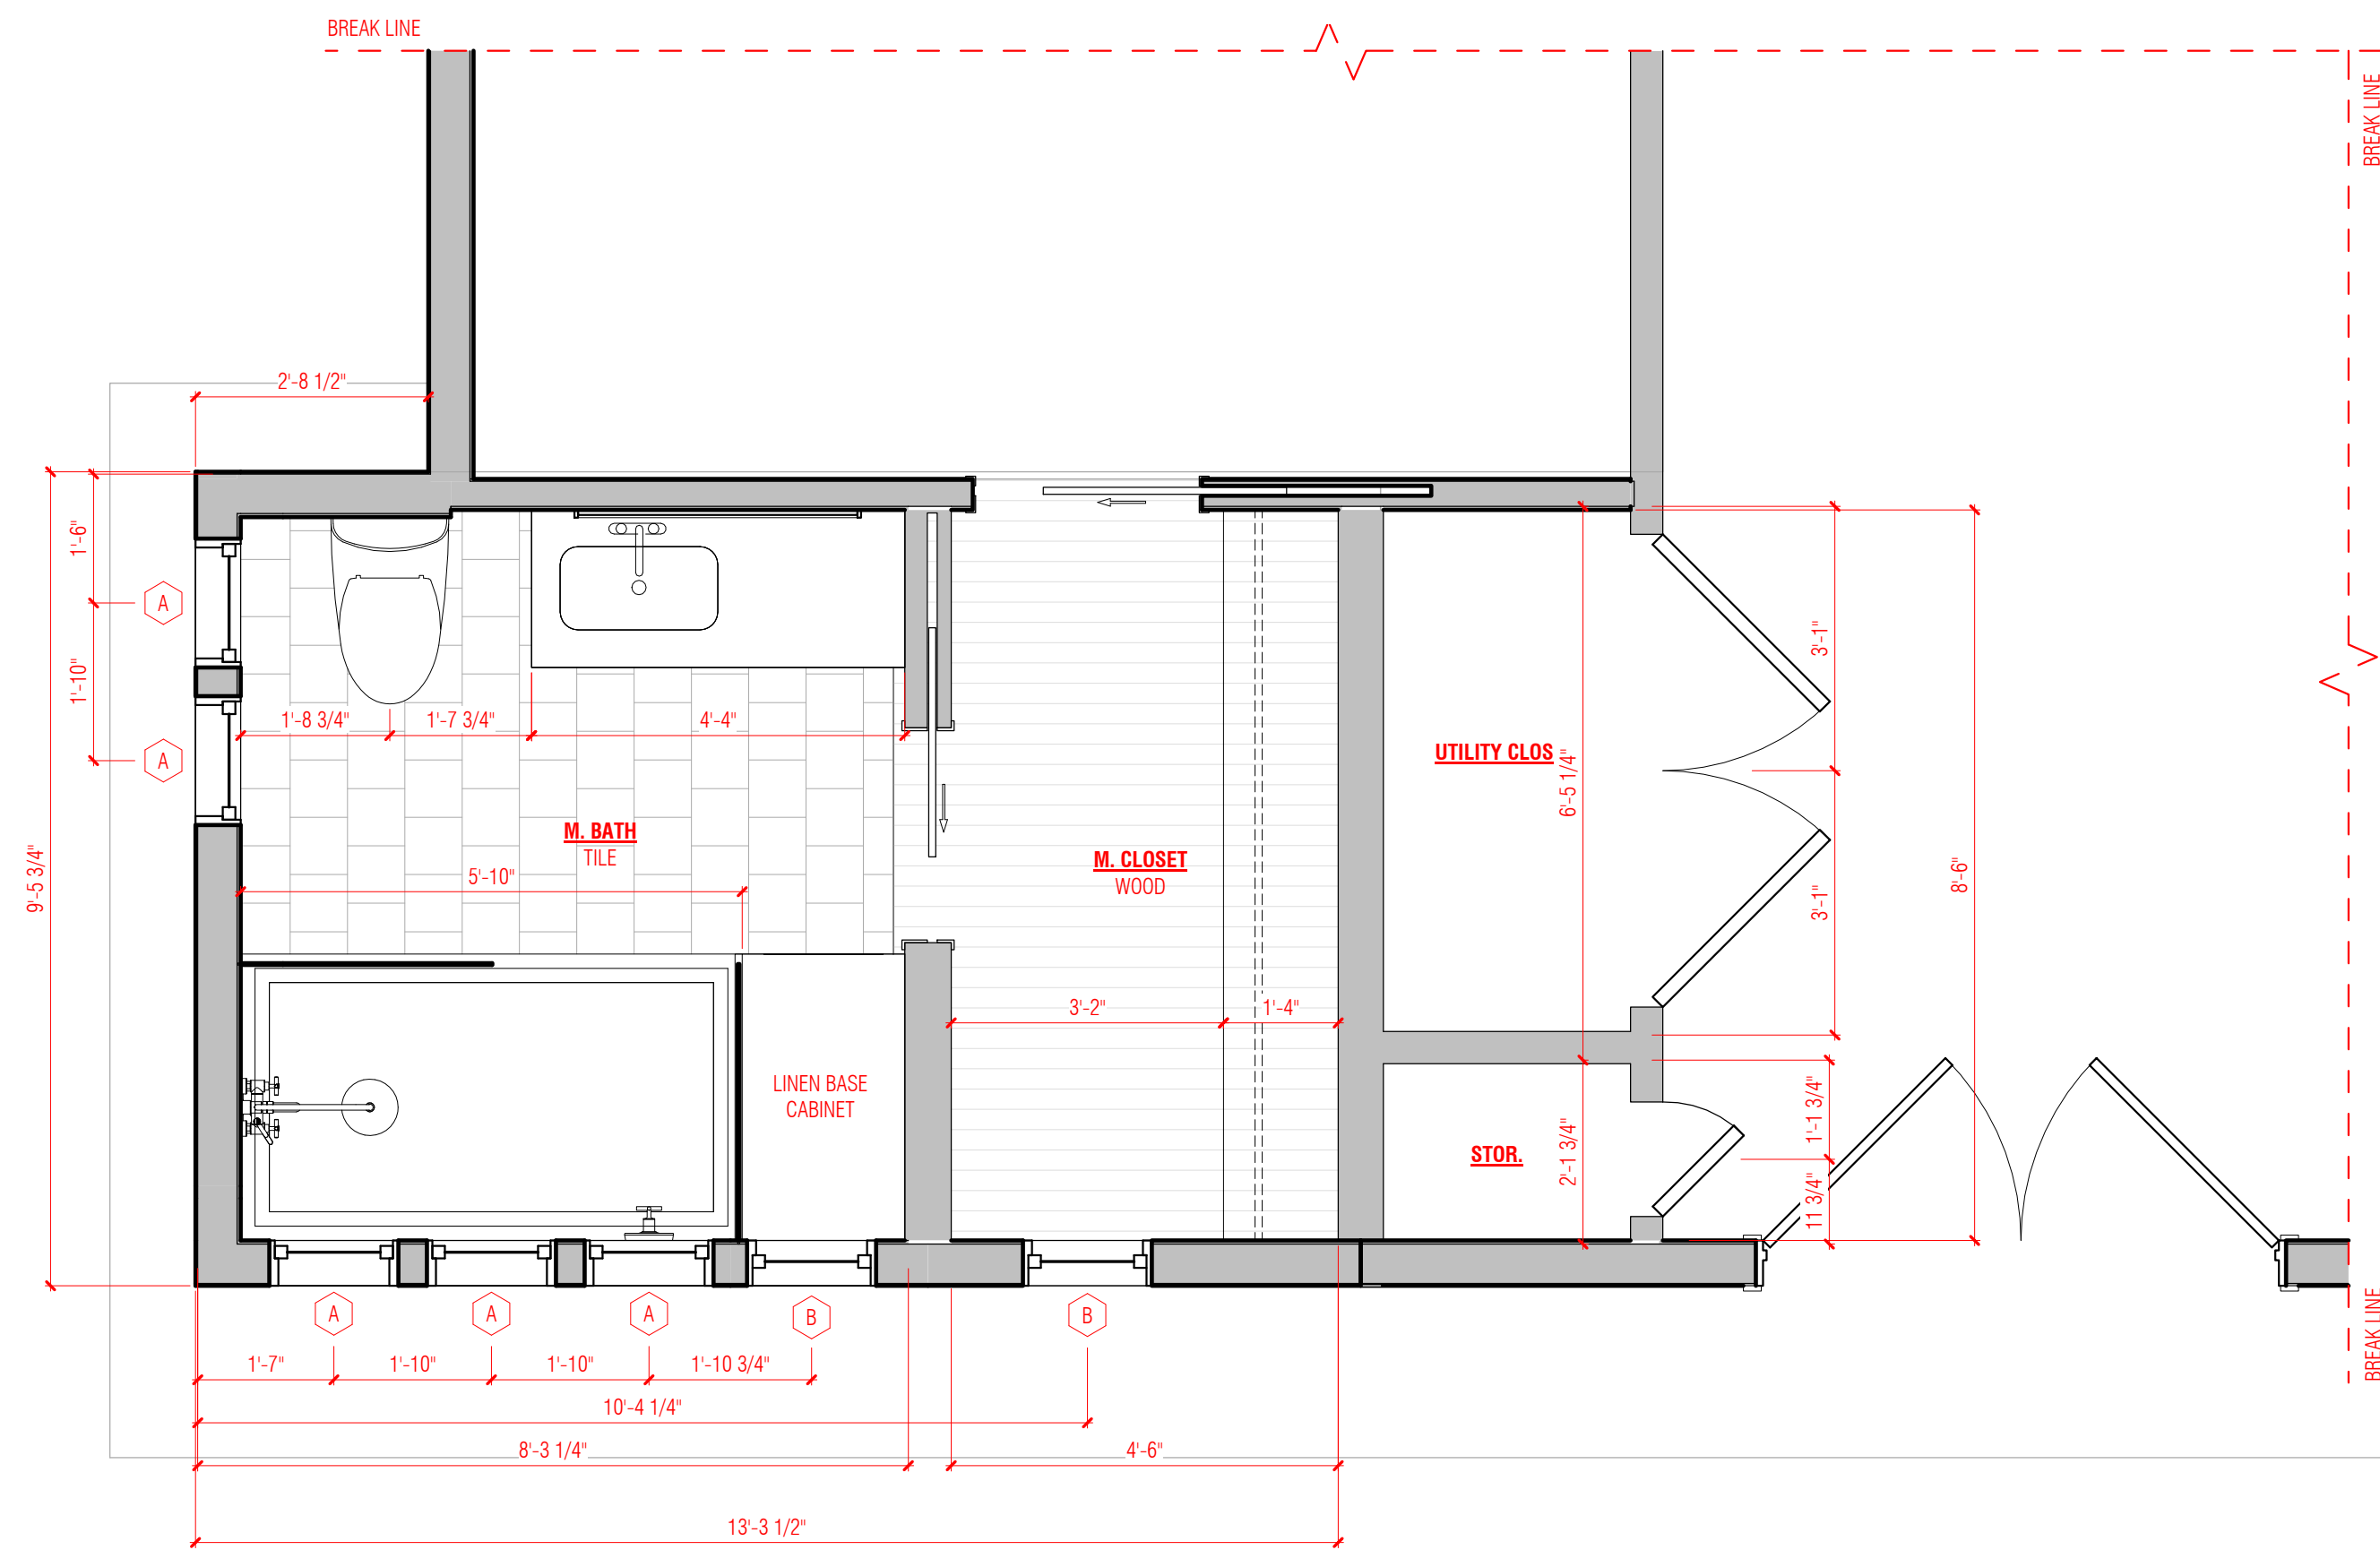 BREAK LINE
BREAK LINE
2'-8 1/2"
1'-6"
A
1'-10"
A
9'-5 3/4"
1'-8 3/4"
1'-7 3/4"
4'-4"
M. BATH
TILE
5'-10"
M. CLOSET
WOOD
3'-2"
1'-4"
LINEN BASE
CABINET
UTILITY CLOS
6'-5 1/4"
3'-1"
3'-1"
8'-6"
STOR.
2'-1 3/4"
1'-1 3/4"
11 3/4"
A
A
A
B
B
1'-7"
1'-10"
1'-10"
1'-10 3/4"
10'-4 1/4"
8'-3 1/4"
4'-6"
13'-3 1/2"
BREAK LINE